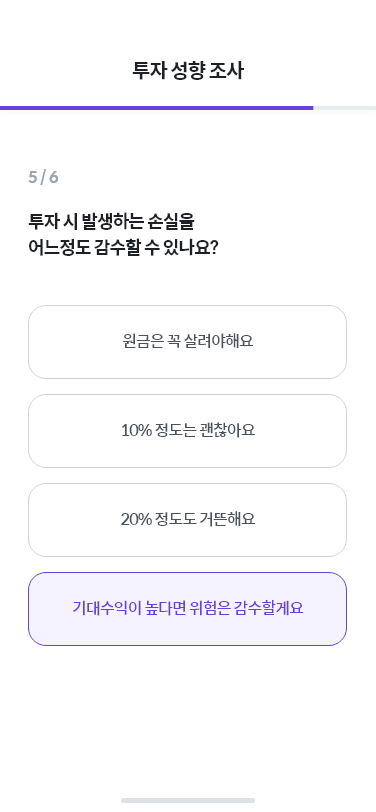 투자 성향 조사
5 / 6
투자 시 발생하는 손실을
어느정도 감수할 수 있나요?
원금은 꼭 살려야해요
10% 정도는 괜찮아요
20% 정도도 거뜬해요
기대수익이 높다면 위험은 감수할게요